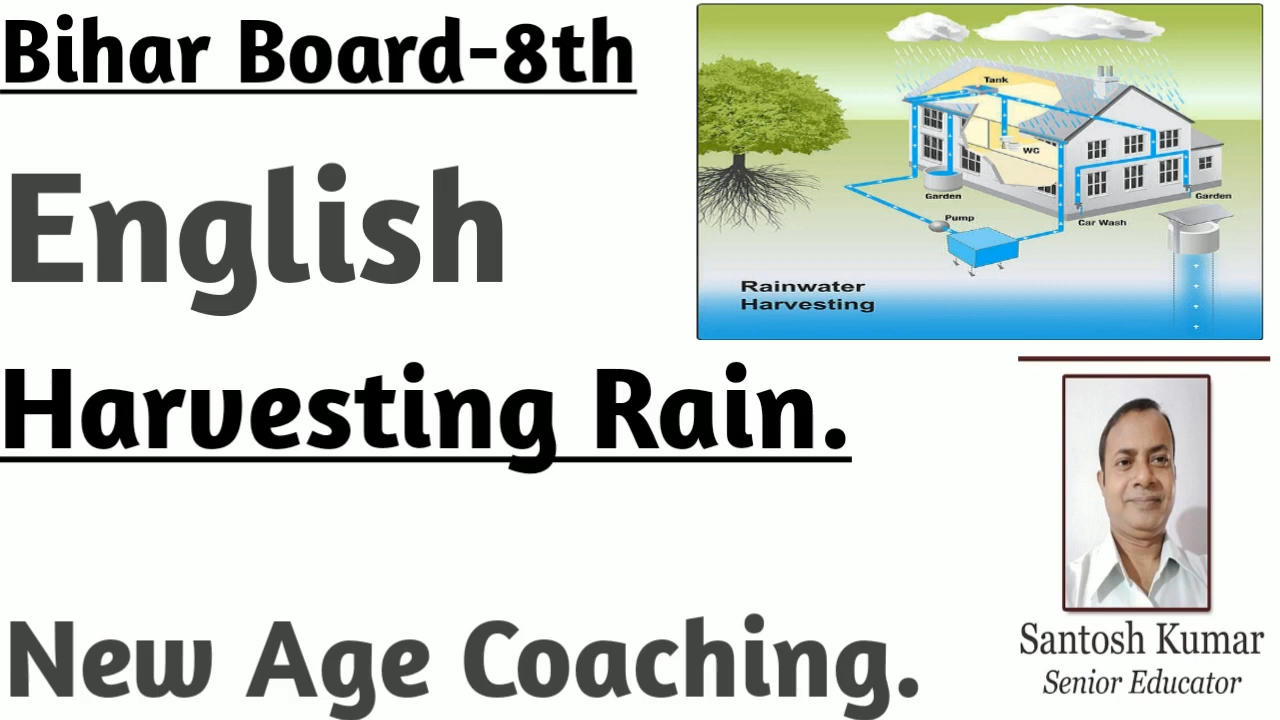 Bihar Board-8th
English
Harvesting Rain.
New Age Coaching.
Tank
WC
Garden
Garden
Pump
Car Wash
Rainwater
Harvesting
Santosh Kumar
Senior Educator